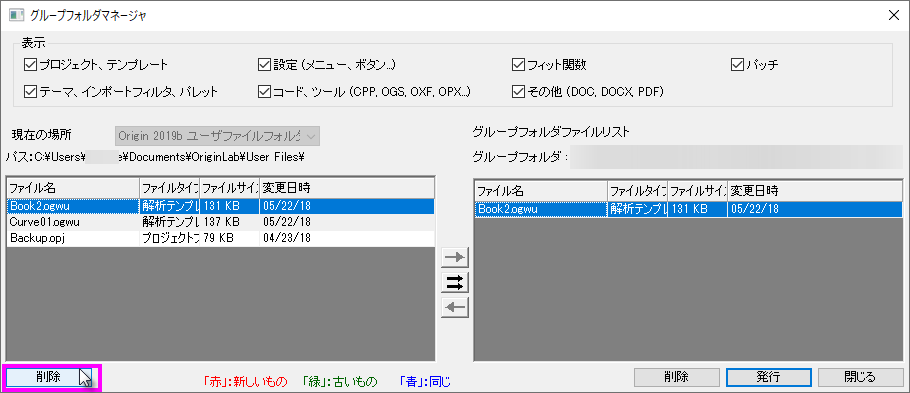 グループフォルダマネージャ
表示
プロジェクト、テンプレート
設定 (メニュー、ボタン...)
フィット関数
パッチ
テーマ、インポートフィルタ、パレット
コード、ツール (CPP, OGS, OXF, OPX...)
その他 (DOC, DOCX, PDF)
現在の場所
Origin 2019b ユーザファイルフォルダ
パス:C:¥Users¥ e¥Documents¥OriginLab¥User Files¥
ファイル名 ファイルタイプ ファイルサイズ 変更日時
Book2.ogwu 解析テンプレ 131 KB 05/22/18
Curve01.ogwu 解析テンプレ 137 KB 05/22/18
Backup.opj プロジェクトフ 79 KB 04/23/18
削除
「赤」:新しいもの 「緑」:古いもの 「青」:同じ
グループフォルダファイルリスト
グループフォルダ :
ファイル名 ファイルタイプ ファイルサイズ 変更日時
Book2.ogwu 解析テンプレ 131 KB 05/22/18
削除
発行
閉じる